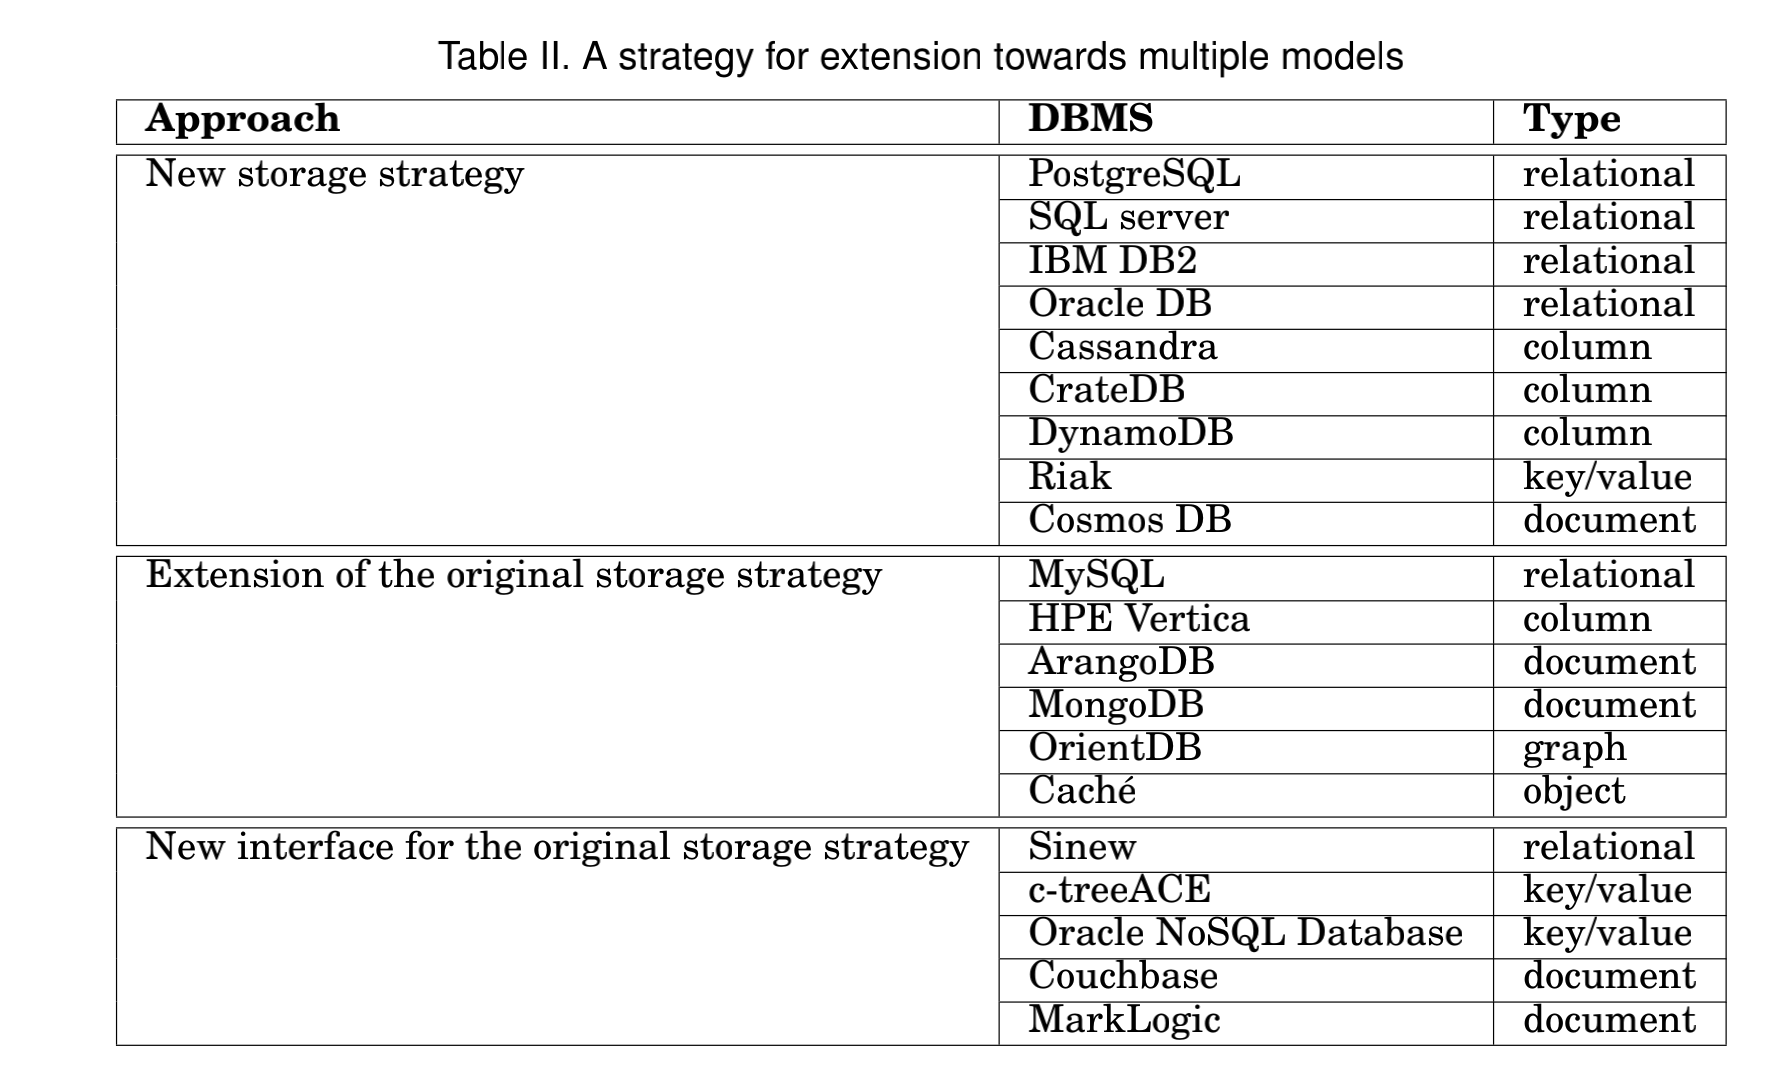 Table II. A strategy for extension towards multiple models
Approach DBMS Type
New storage strategy PostgreSQL relational
SQL server relational
IBM DB2 relational
Oracle DB relational
Cassandra column
CrateDB column
DynamoDB column
Riak key/value
Cosmos DB document
Extension of the original storage strategy MySQL relational
HPE Vertica column
ArangoDB document
MongoDB document
OrientDB graph
Caché object
New interface for the original storage strategy Sinew relational
c-treeACE key/value
Oracle NoSQL Database key/value
Couchbase document
MarkLogic document